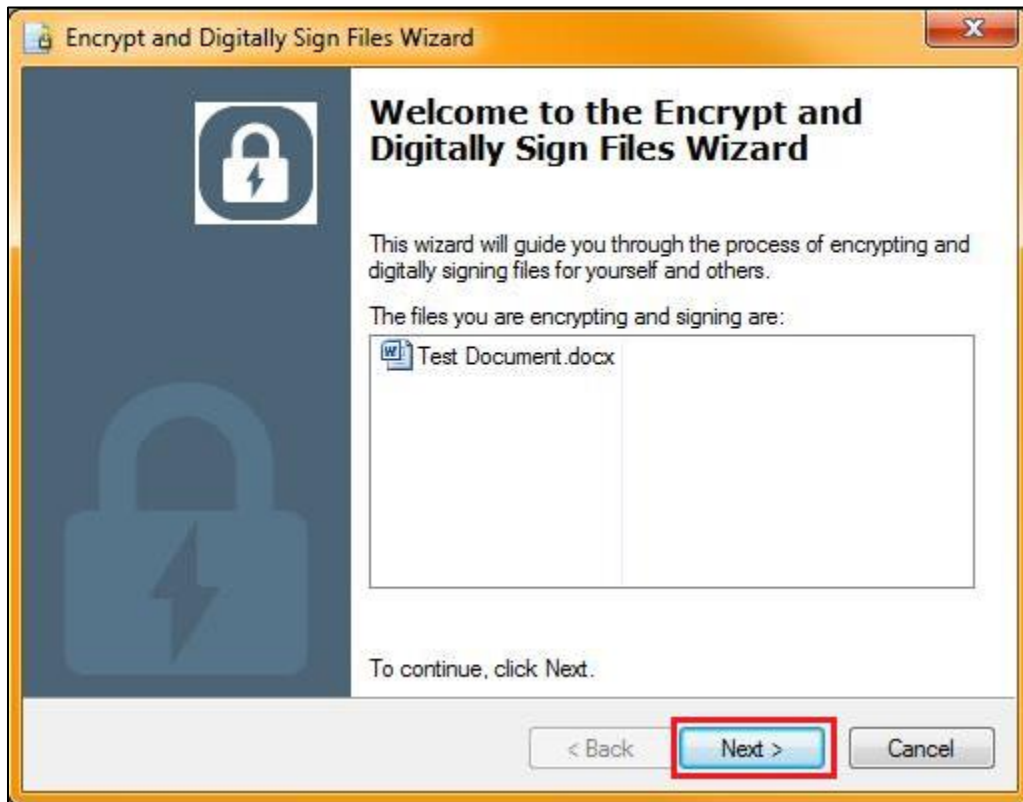 Encrypt and Digitally Sign Files Wizard
X
Welcome to the Encrypt and
Digitally Sign Files Wizard
This wizard will guide you through the process of encrypting and
digitally signing files for yourself and others.
The files you are encrypting and signing are:
Test Document.docx
To continue, click Next.
< Back Next > Cancel